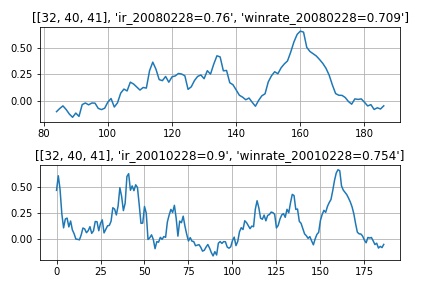 [[32, 40, 41], 'ir_20080228=0.76', 'winrate_20080228=0.709']
0.50
0.25
0.00
80 100 120 140 160 180
[[32, 40, 41], 'ir_20010228=0.9', 'winrate_20010228=0.754']
0.50
0.25
0.00
0 25 50 75 100 125 150 175